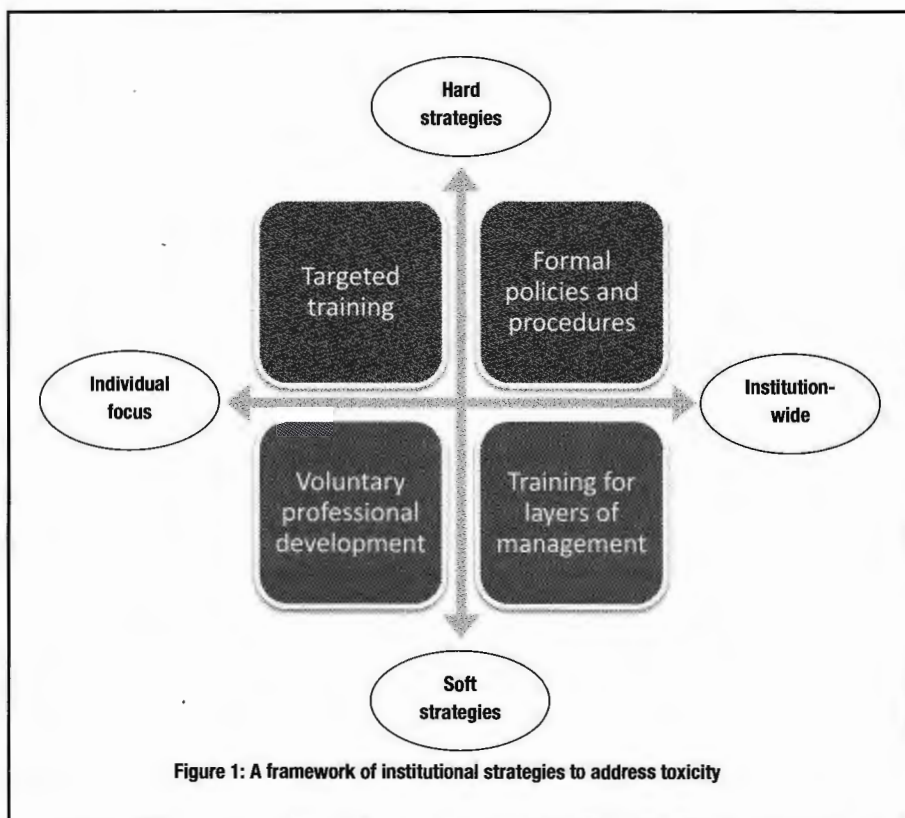 Hard
strategies
Targeted
training
Formal
policies and
procedures
Individual
focus
Institution-
wide
Voluntary
professional
development
Training for
layers of
management
Soft
strategies
Figure 1: A framework of institutional strategies to address toxicity